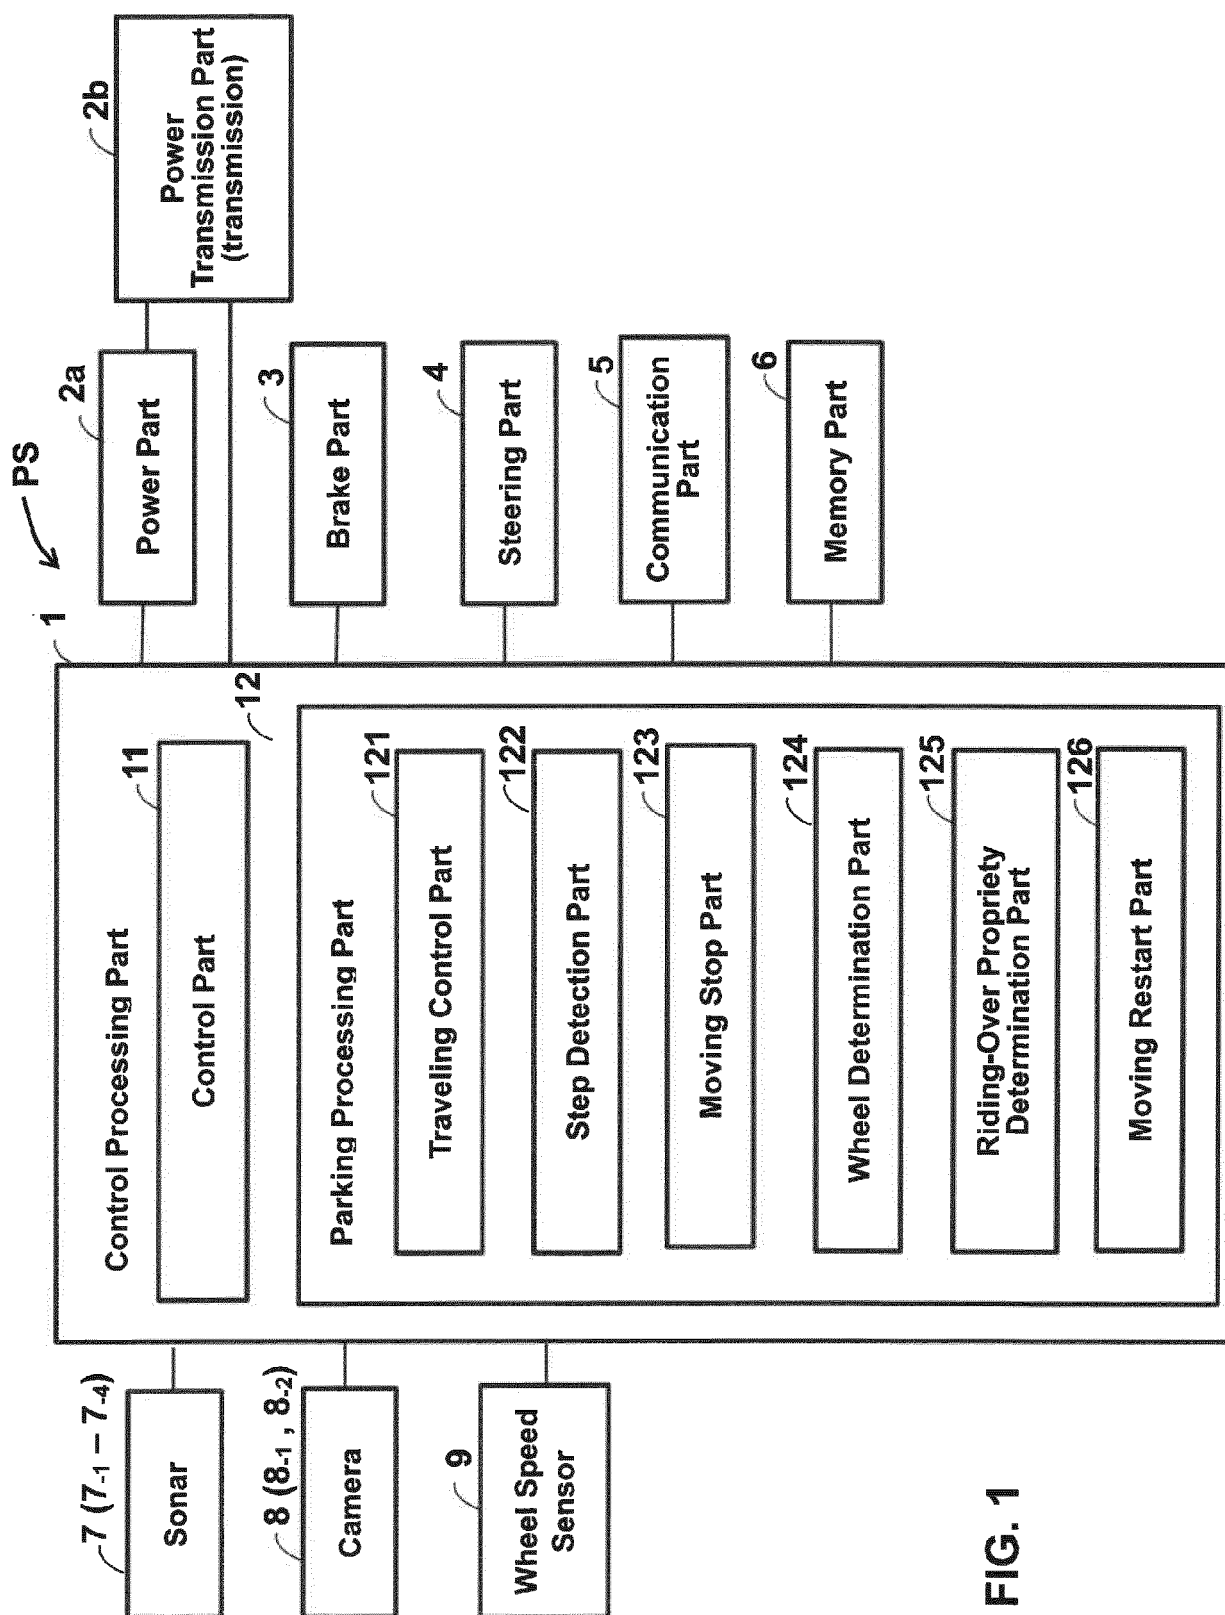 PS
7 (7-1 – 7-4)
Sonar
8 (8-1 , 8-2)
Camera
9
Wheel Speed
Sensor
1
Control Processing Part
11
Control Part
12
Parking Processing Part
121
Traveling Control Part
122
Step Detection Part
123
Moving Stop Part
124
Wheel Determination Part
125
Riding-Over Propriety
Determination Part
126
Moving Restart Part
2a
Power Part
2b
Power
Transmission Part
(transmission)
3
Brake Part
4
Steering Part
5
Communication
Part
6
Memory Part
FIG. 1